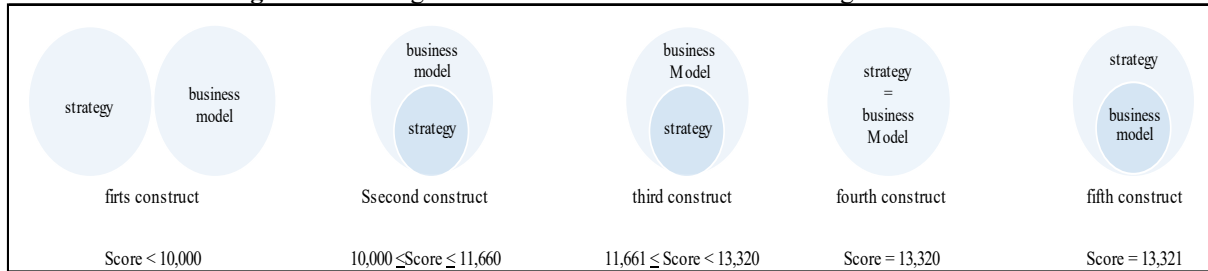 strategy
business
model
business
model
strategy
business
Model
strategy
strategy
=
business
Model
strategy
business
model
firts construct
Ssecond construct
third construct
fourth construct
fifth construct
Score < 10,000
10,000 ≤Score ≤ 11,660
11,661 ≤ Score < 13,320
Score = 13,320
Score = 13,321